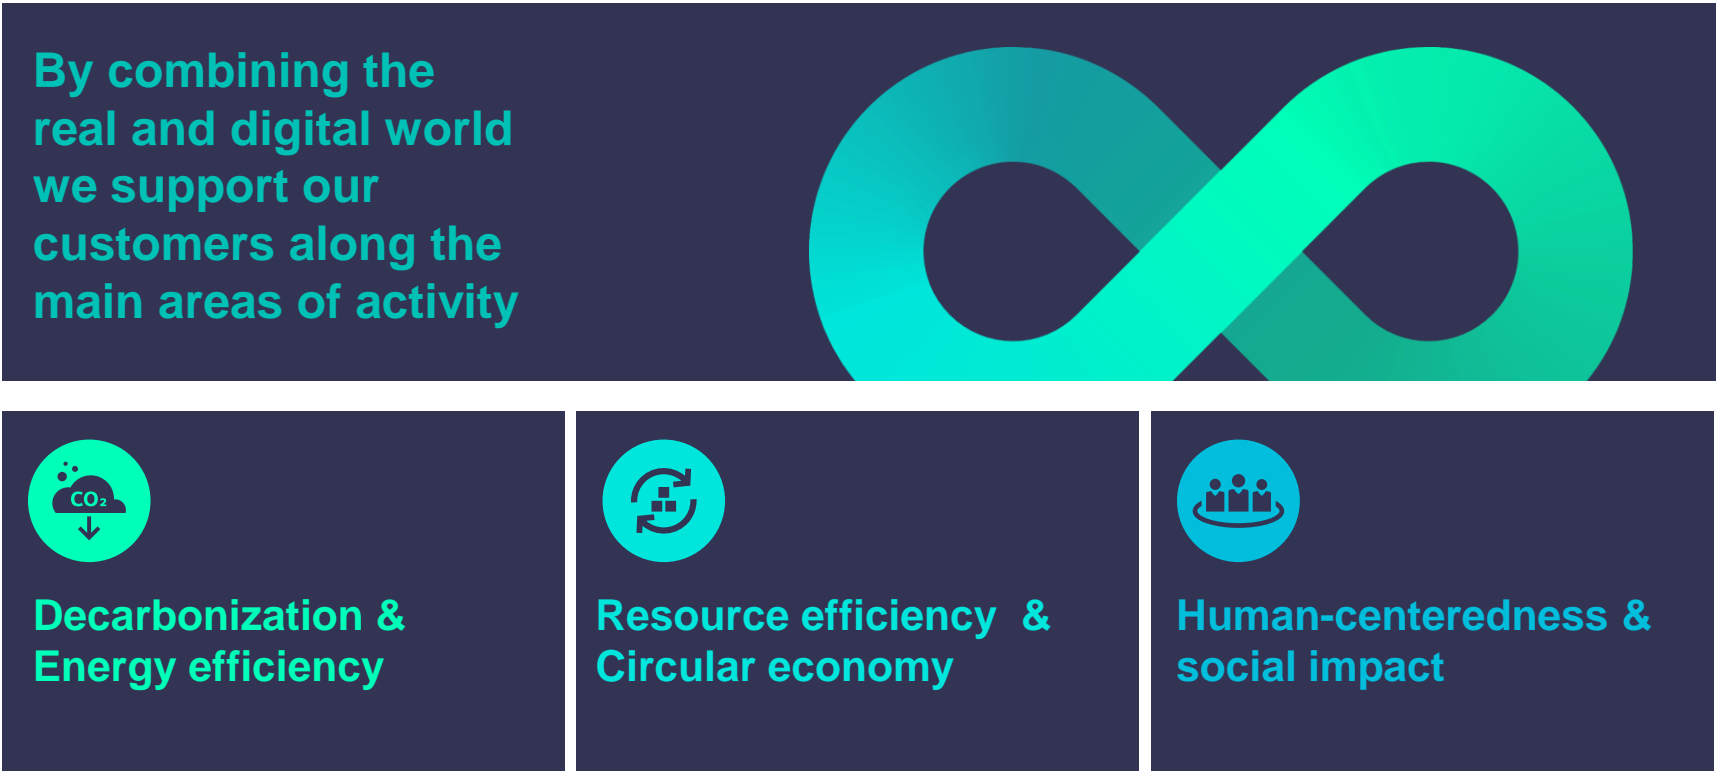 By combining the
real and digital world
we support our
customers along the
main areas of activity
CO₂
Decarbonization &
Energy efficiency
Resource efficiency  &
Circular economy
Human-centeredness &
social impact